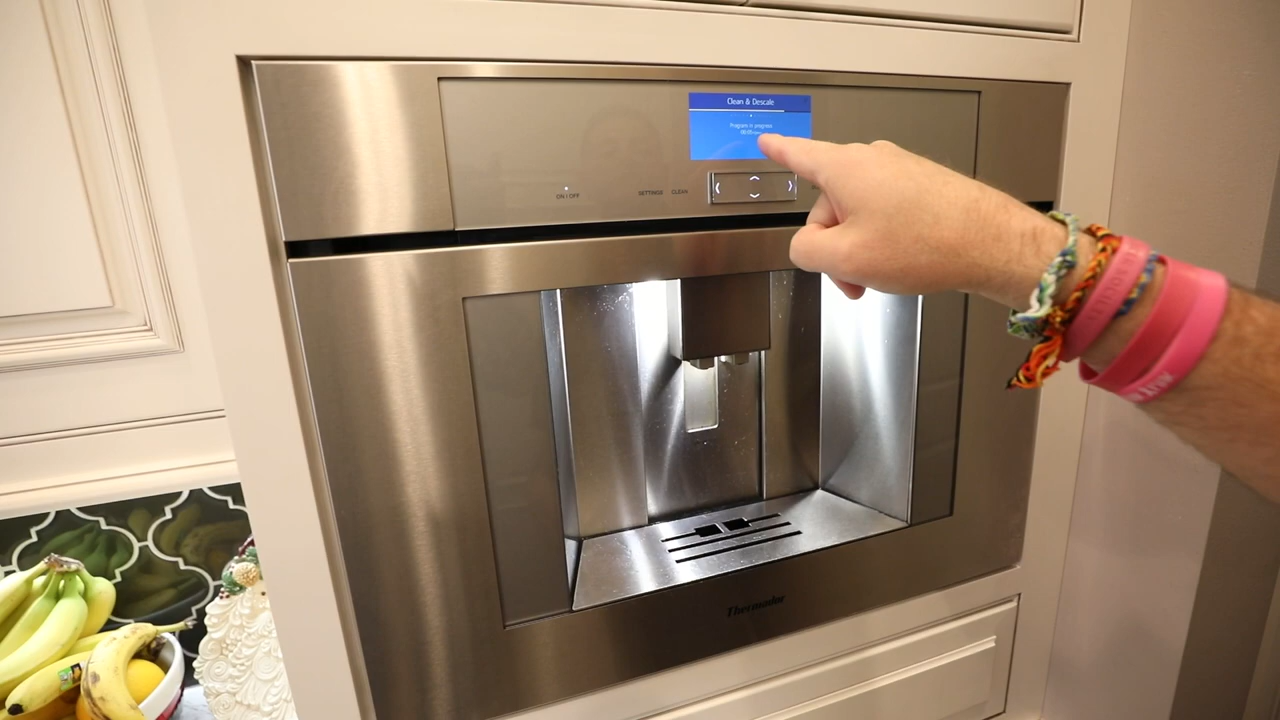 Clean & Descale
Program in progress
ON | OFF
SETTINGS CLEAN
Thermador